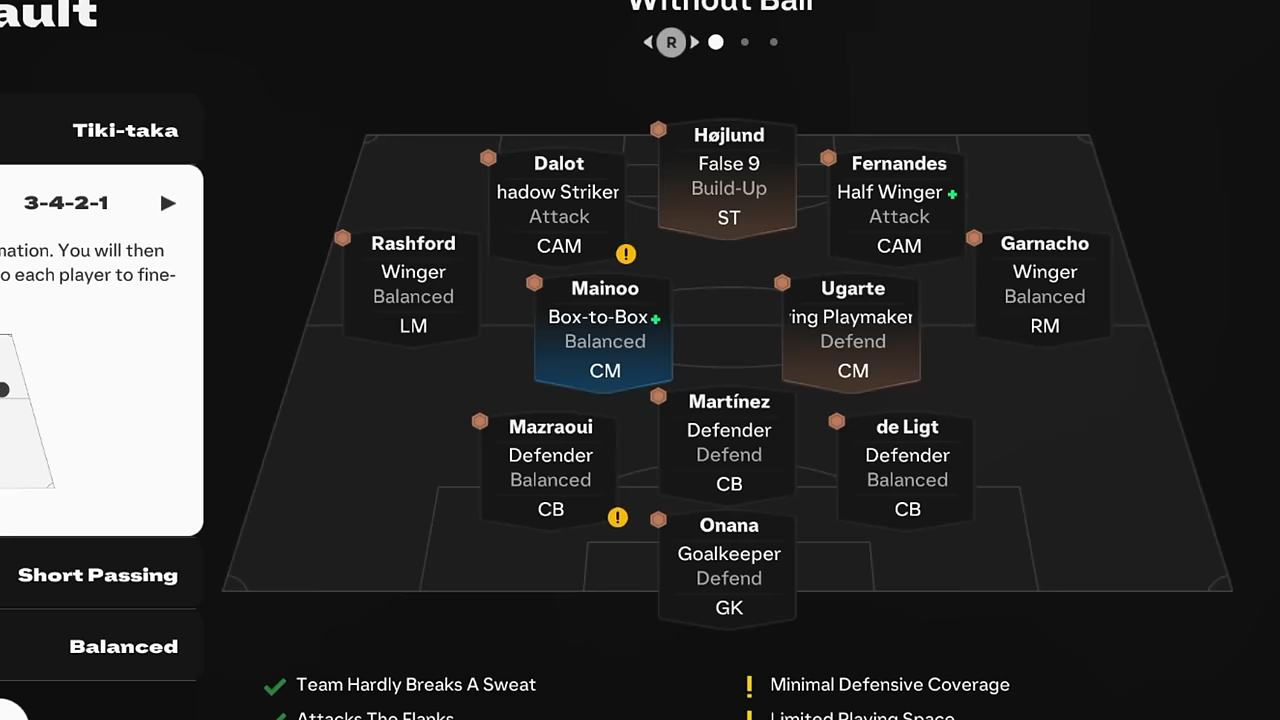 ault
Without Ball
R
Tiki-taka
3-4-2-1
mation. You will then
o each player to fine-
Short Passing
Balanced
Højlund
False 9
Build-Up
ST
Dalot
hadow Striker
Attack
CAM
!
Fernandes
Half Winger +
Attack
CAM
Rashford
Winger
Balanced
LM
Garnacho
Winger
Balanced
RM
Mainoo
Box-to-Box +
Balanced
CM
Ugarte
ying Playmaker
Defend
CM
Martínez
Defender
Defend
CB
Mazraoui
Defender
Balanced
CB
!
de Ligt
Defender
Balanced
CB
Onana
Goalkeeper
Defend
GK
Team Hardly Breaks A Sweat
Attacks The Flanks
! Minimal Defensive Coverage
! Limited Playing Space